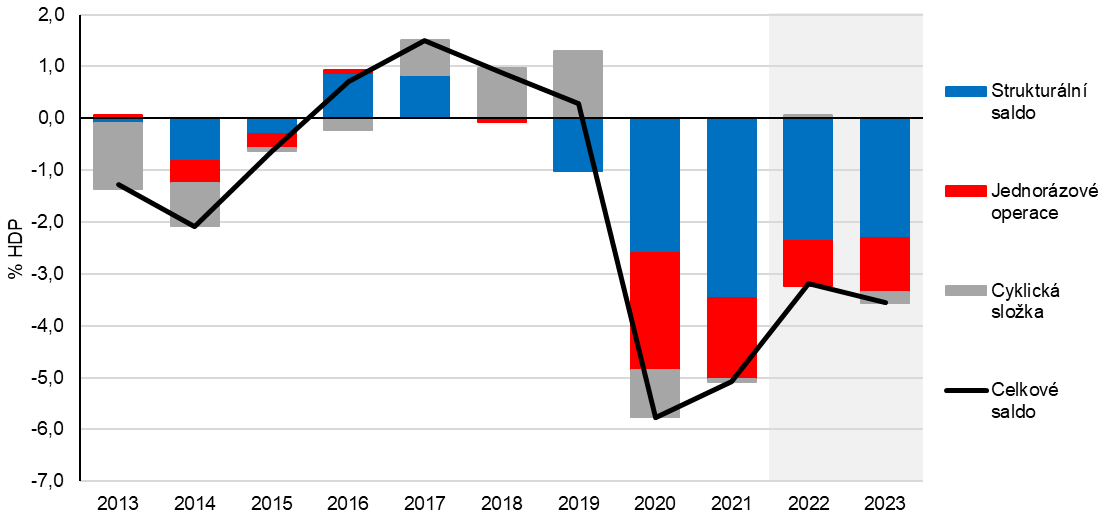 2,0
1,0
0,0
-1,0
-2,0
-3,0
-4,0
-5,0
-6,0
-7,0
% HDP
2013 2014 2015 2016 2017 2018 2019 2020 2021 2022 2023
Strukturální
saldo
Jednorázové
operace
Cyklická
složka
Celkové
saldo